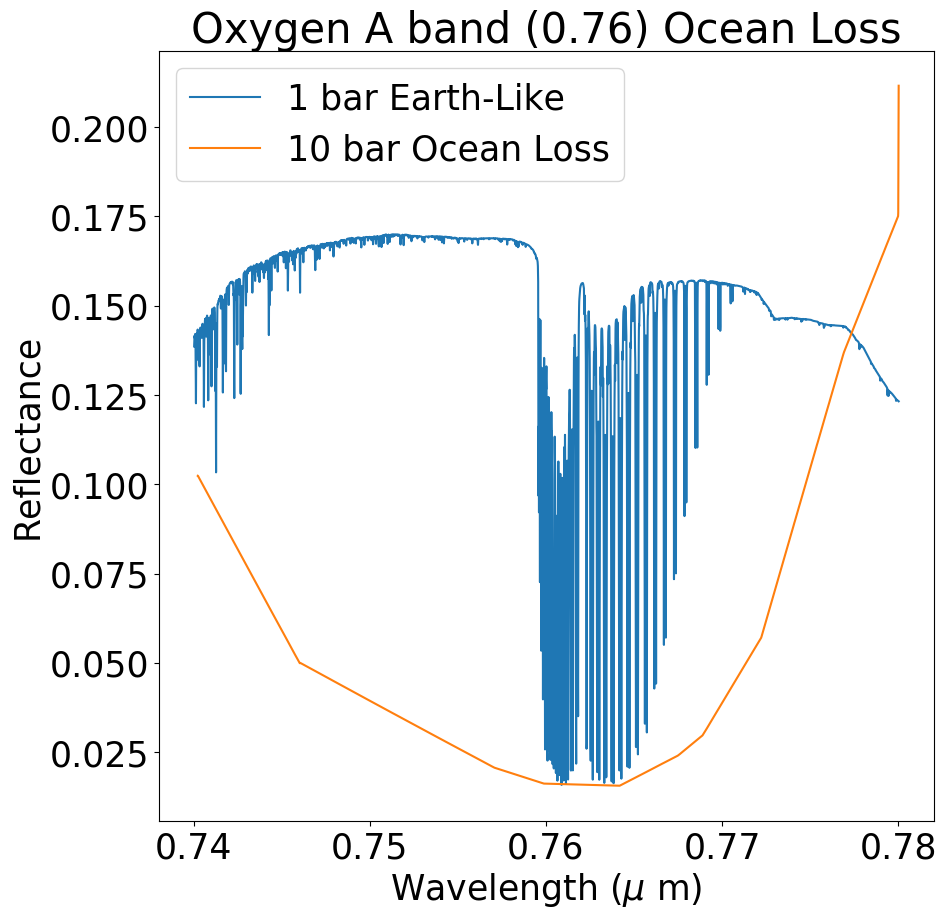 Oxygen A band (0.76) Ocean Loss
1 bar Earth-Like
10 bar Ocean Loss
0.200
0.175
0.150
0.125
0.100
0.075
0.050
0.025
Reflectance
0.74 0.75 0.76 0.77 0.78
Wavelength (μ m)